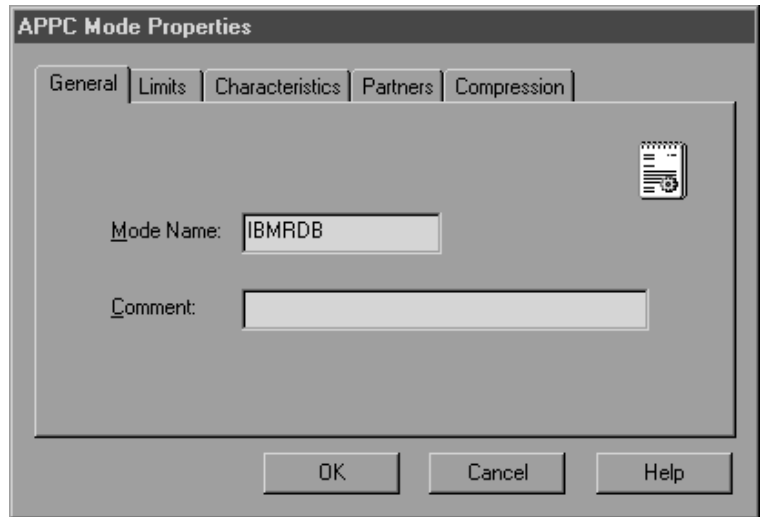 APPC Mode Properties
General Limits Characteristics Partners Compression
Mode Name: IBMRDB
Comment:
OK Cancel Help